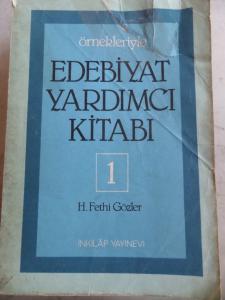 örnekleriyle
EDEBİYAT
YARDIMCI
KİTABI
1
H. Fethi Gözler
İNKILÂP YAYINEVİ